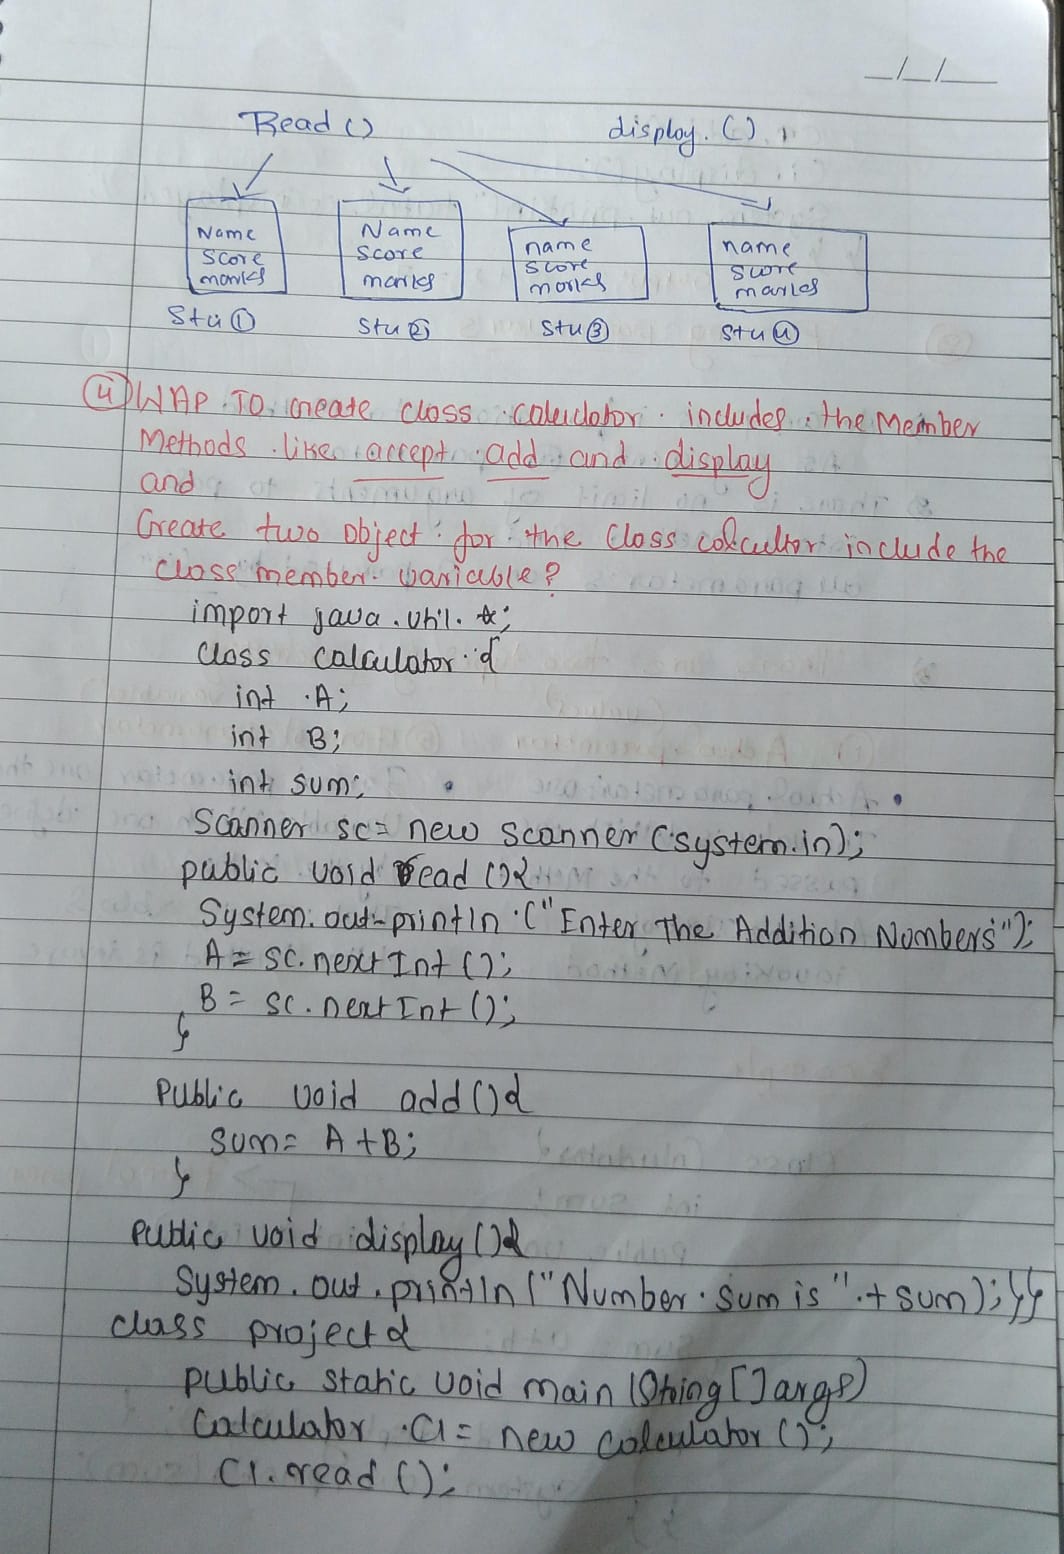 _/_/_
Read () display. ()
Name Name name name
Score Score Score Score
marks marks marks marks
Stu ① Stu ② Stu ③ Stu ④
④ WAP TO create class calculator includes the Member
Methods like accept add and display
and
Create two object for the Class calcultor include the
class member variable?
import java.util.*;
class calculator {
int A;
int B;
int sum;
Scanner sc= new Scanner (System.in);
public void read (){
System.out.println ("Enter The Addition Numbers");
A = sc.nextInt ();
B = sc.nextInt ();
}
Public void add (){
sum = A+B;
}
Public void display (){
System.out.println ("Number sum is" + sum);}}
class project {
public static void main (String [] args)
Calculator C1 = new calculator ();
C1.read ();